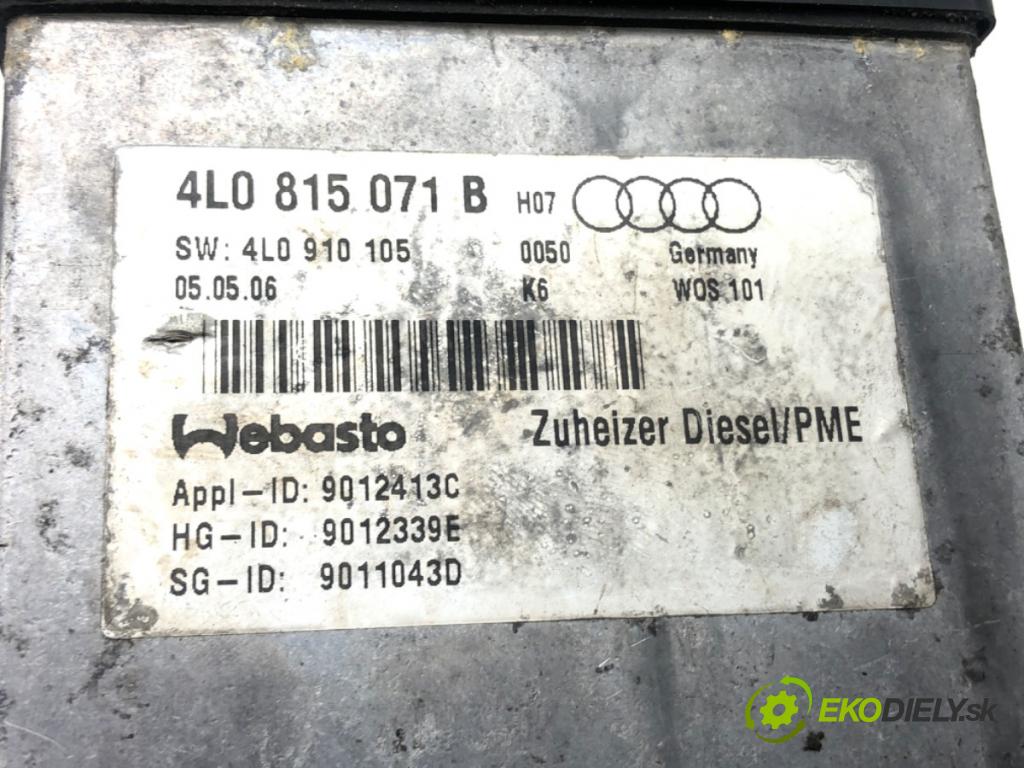 4L0 815 071 B H07
SW: 4L0 910 105 0050 Germany
05.05.06 K6 WOS 101
Webasto Zuheizer Diesel/PME
Appl-ID: 9012413C
HG-ID: 9012339E
SG-ID: 9011043D
EKODIELY.sk